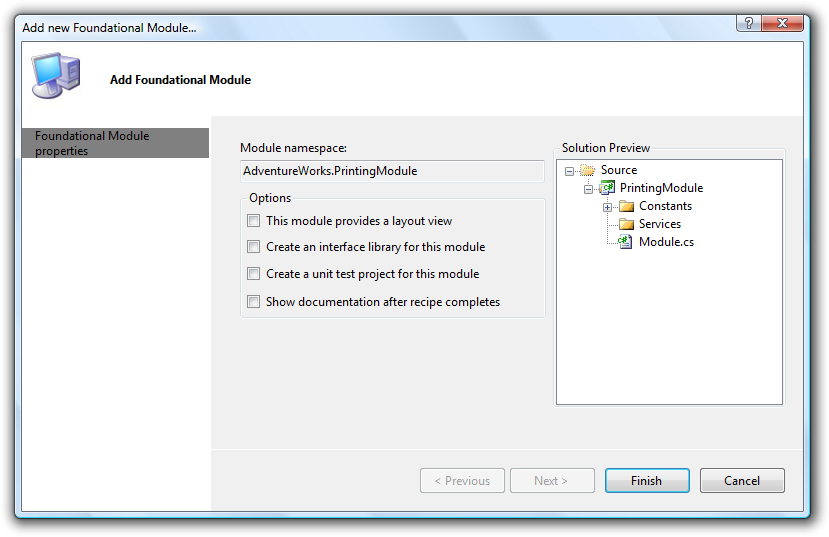 Add new Foundational Module...
?
Add Foundational Module
Foundational Module
properties
Module namespace:
AdventureWorks.PrintingModule
Options
This module provides a layout view
Create an interface library for this module
Create a unit test project for this module
Show documentation after recipe completes
Solution Preview
Source
C# PrintingModule
Constants
Services
C# Module.cs
< Previous
Next >
Finish
Cancel